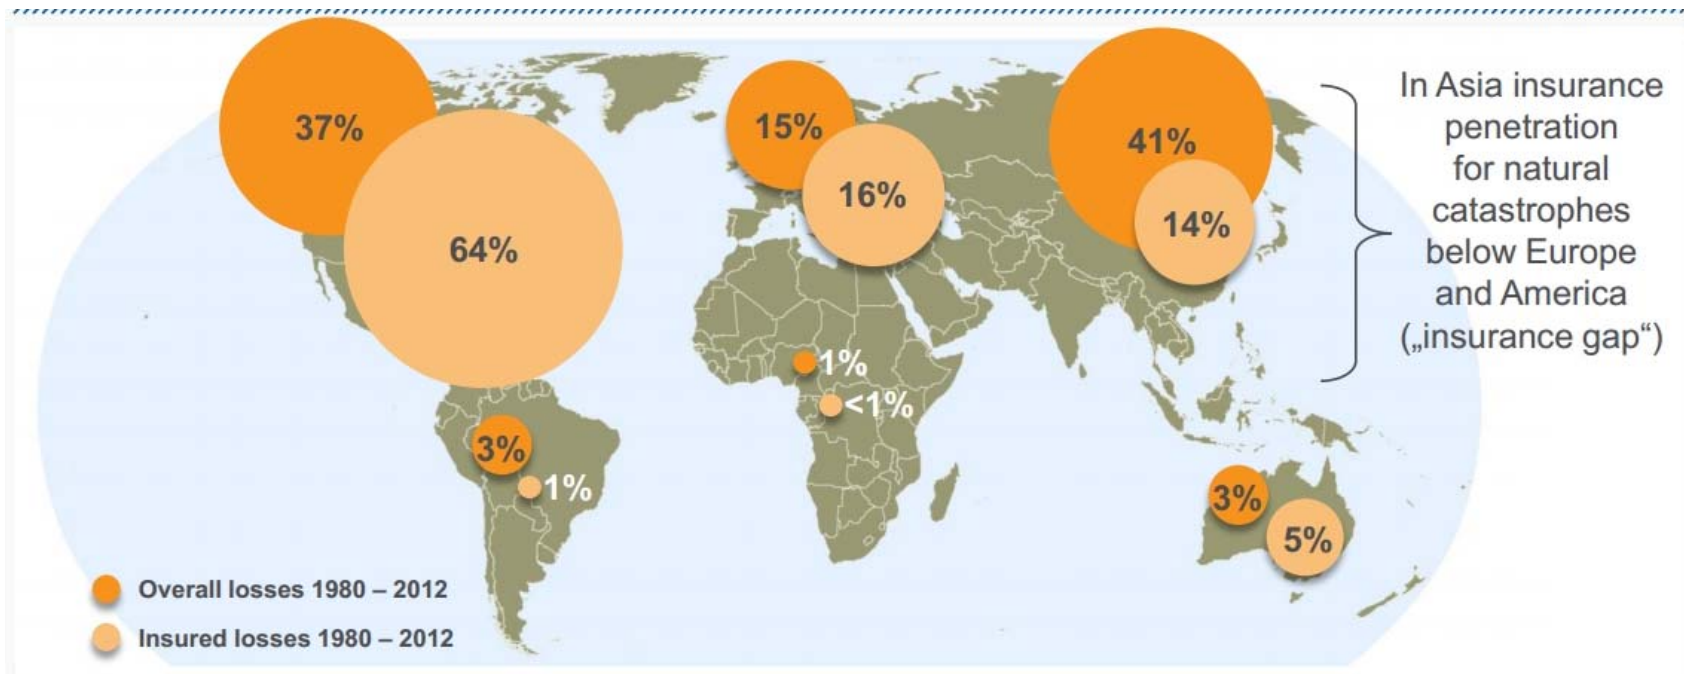 37%
64%
15%
16%
41%
14%
In Asia insurance
penetration
for natural
catastrophes
below Europe
and America
(„insurance gap“)
1%
<1%
3%
1%
3%
5%
Overall losses 1980 – 2012
Insured losses 1980 – 2012